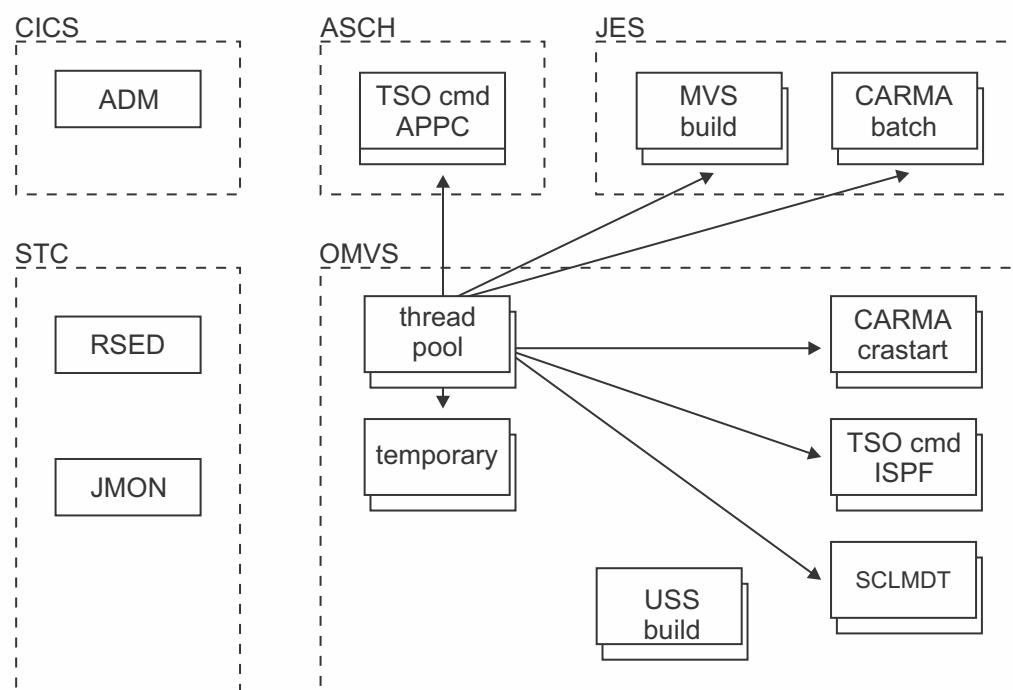 CICS
ADM
ASCH
TSO cmd
APPC
JES
MVS
build
CARMA
batch
STC
RSED
JMON
OMVS
thread
pool
temporary
CARMA
crastart
TSO cmd
ISPF
SCLMDT
USS
build